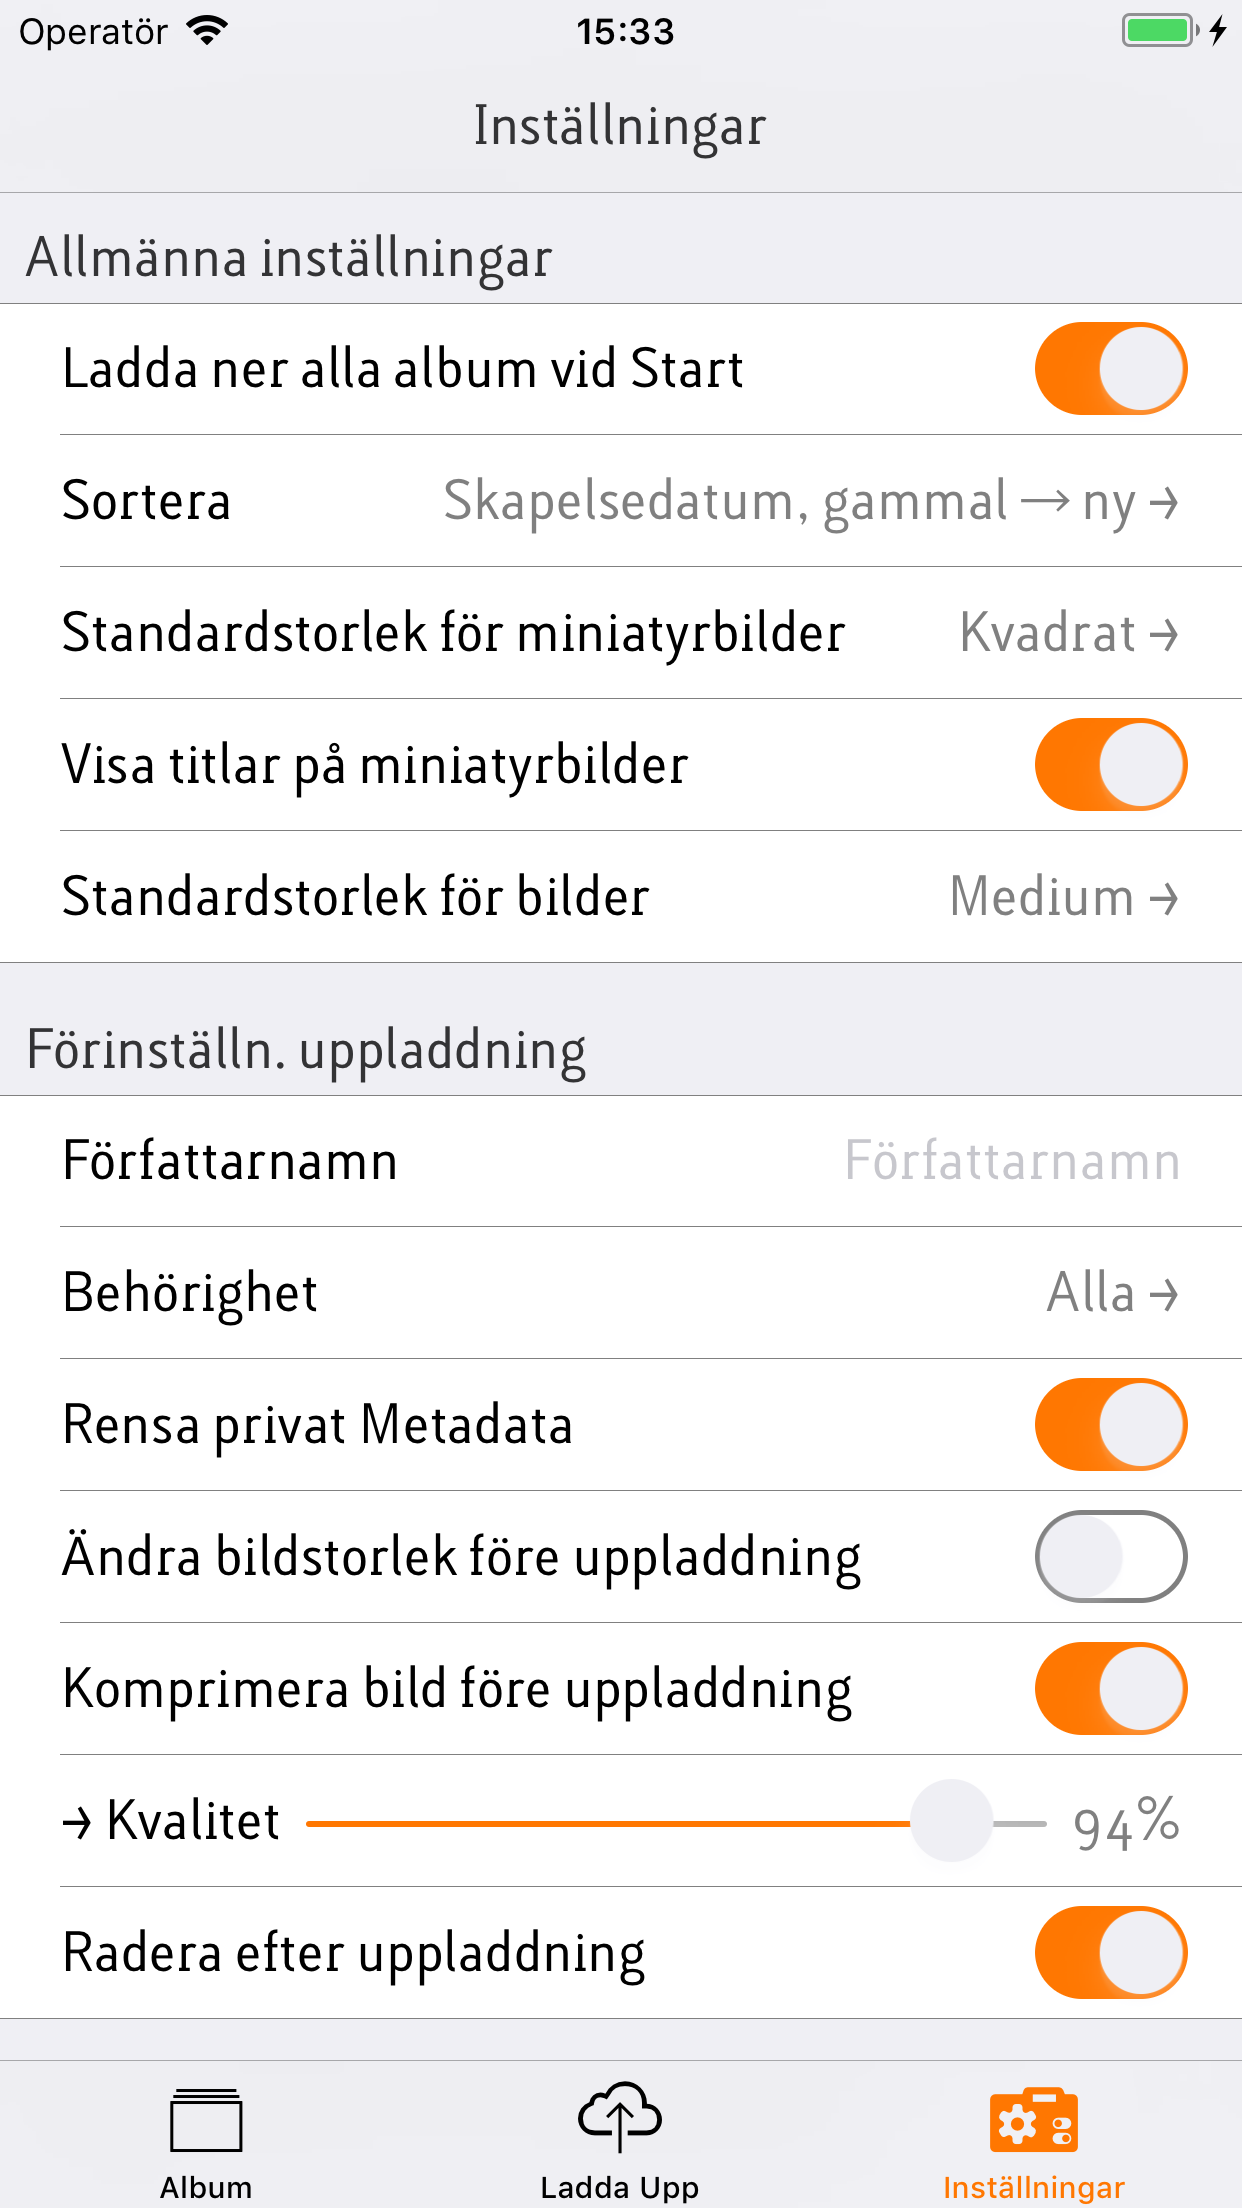 Operatör 15:33
Inställningar
Allmänna inställningar
Ladda ner alla album vid Start
Sortera Skapelsedatum, gammal → ny →
Standardstorlek för miniatyrbilder Kvadrat →
Visa titlar på miniatyrbilder
Standardstorlek för bilder Medium →
Förinställn. uppladdning
Författarnamn Författarnamn
Behörighet Alla →
Rensa privat Metadata
Ändra bildstorlek före uppladdning
Komprimera bild före uppladdning
→ Kvalitet 94%
Radera efter uppladdning
Album Ladda Upp Inställningar